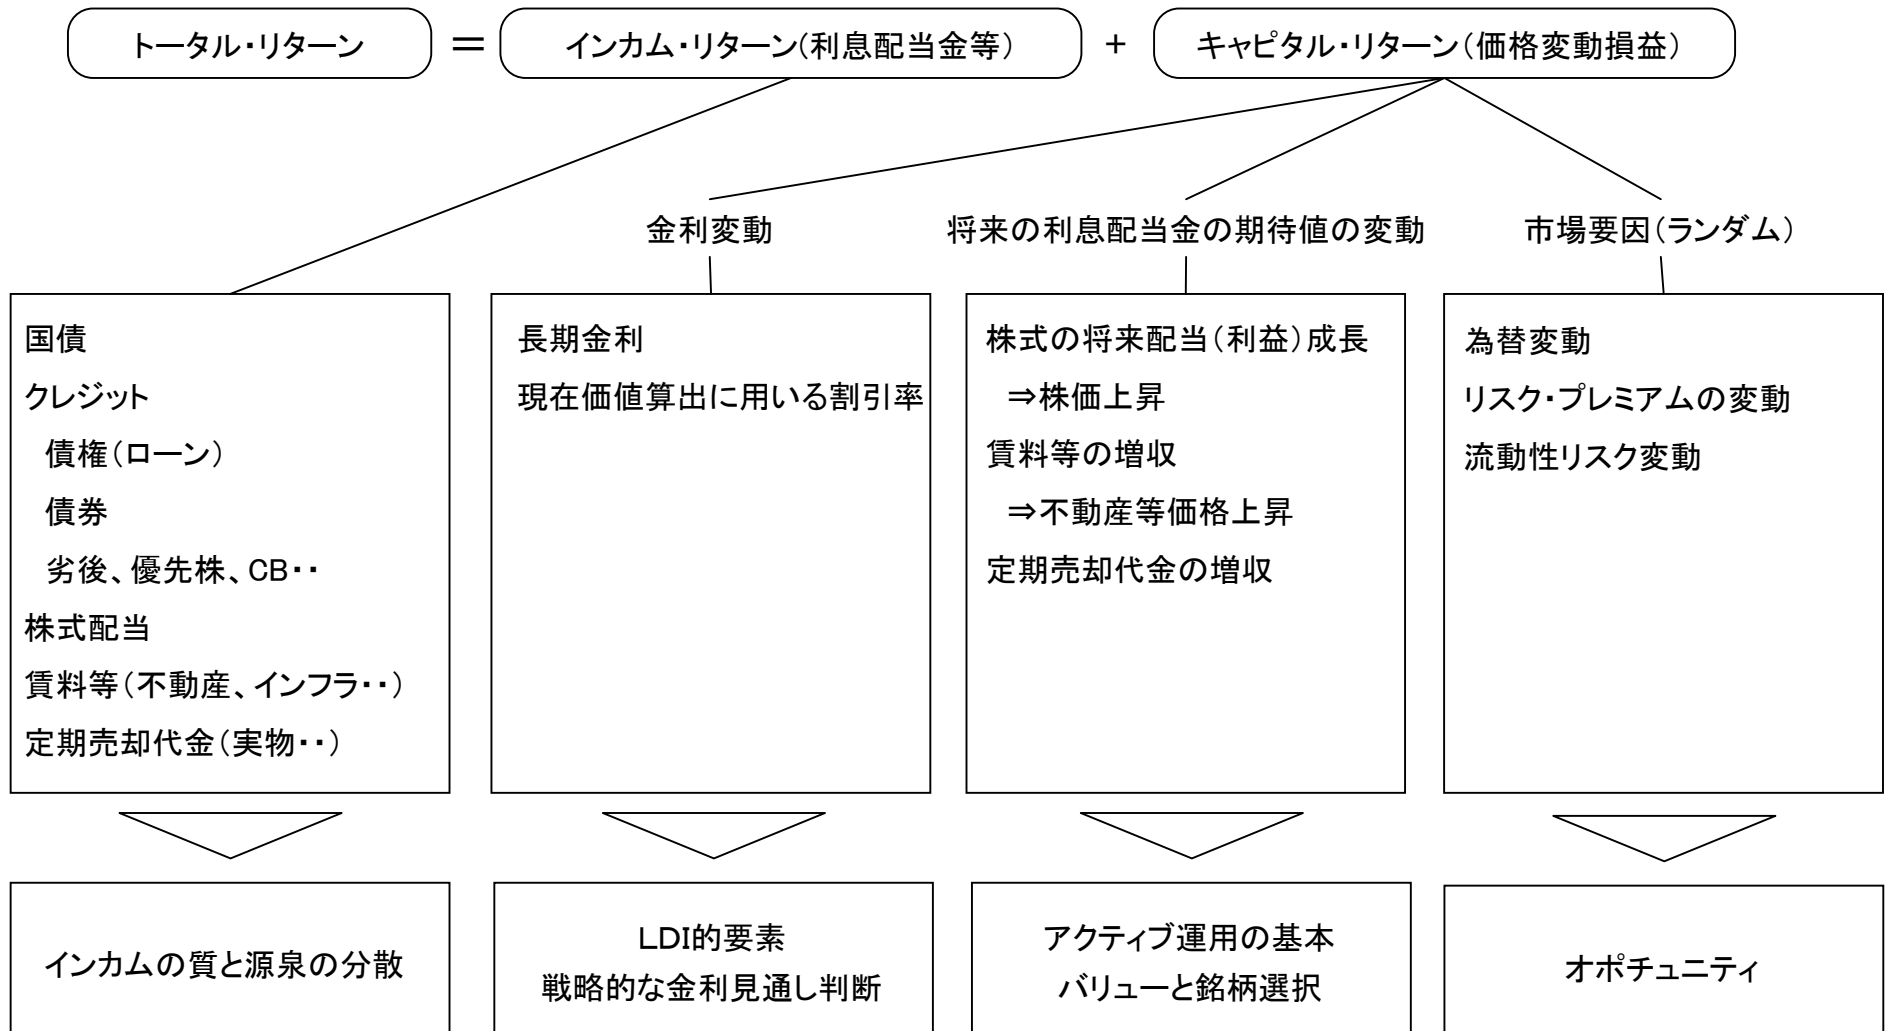 トータル・リターン ＝ インカム・リターン（利息配当金等） + キャピタル・リターン（価格変動損益）
金利変動
将来の利息配当金の期待値の変動
市場要因（ランダム）
国債
クレジット
債権（ローン）
債券
劣後、優先株、CB・・
株式配当
賃料等（不動産、インフラ・・）
定期売却代金（実物・・）
長期金利
現在価値算出に用いる割引率
株式の将来配当（利益）成長
⇒株価上昇
賃料等の増収
⇒不動産等価格上昇
定期売却代金の増収
為替変動
リスク・プレミアムの変動
流動性リスク変動
インカムの質と源泉の分散
LDI的要素
戦略的な金利見通し判断
アクティブ運用の基本
バリューと銘柄選択
オポチュニティ